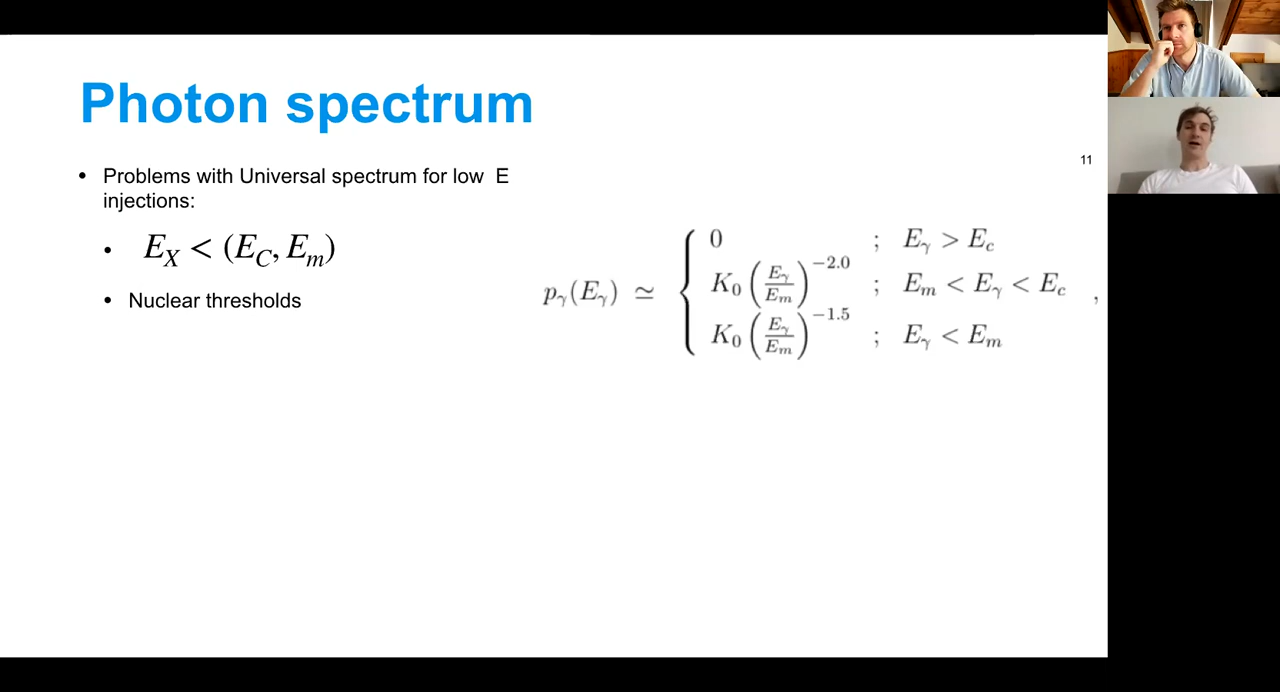 Photon spectrum
11
• Problems with Universal spectrum for low E
injections:
• E_X < (E_C, E_m)
• Nuclear thresholds
p_γ(E_γ) ≃ { 0 ; E_γ > E_c
K_0 (E_γ/E_m)^{-2.0} ; E_m < E_γ < E_c ,
K_0 (E_γ/E_m)^{-1.5} ; E_γ < E_m